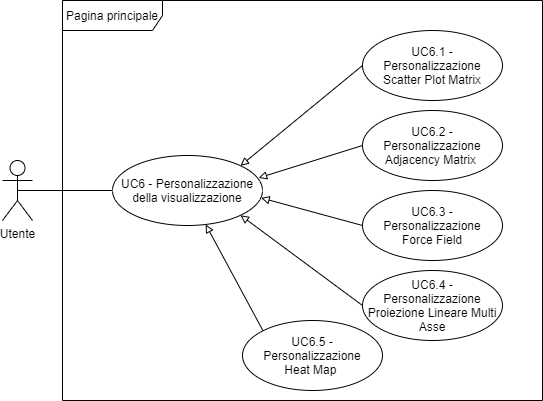 Pagina principale
UC6.1 -
Personalizzazione
Scatter Plot Matrix
UC6.2 -
Personalizzazione
Adjacency Matrix
UC6 - Personalizzazione
della visualizzazione
Utente
UC6.3 -
Personalizzazione
Force Field
UC6.4 -
Personalizzazione
Proiezione Lineare Multi
Asse
UC6.5 -
Personalizzazione
Heat Map